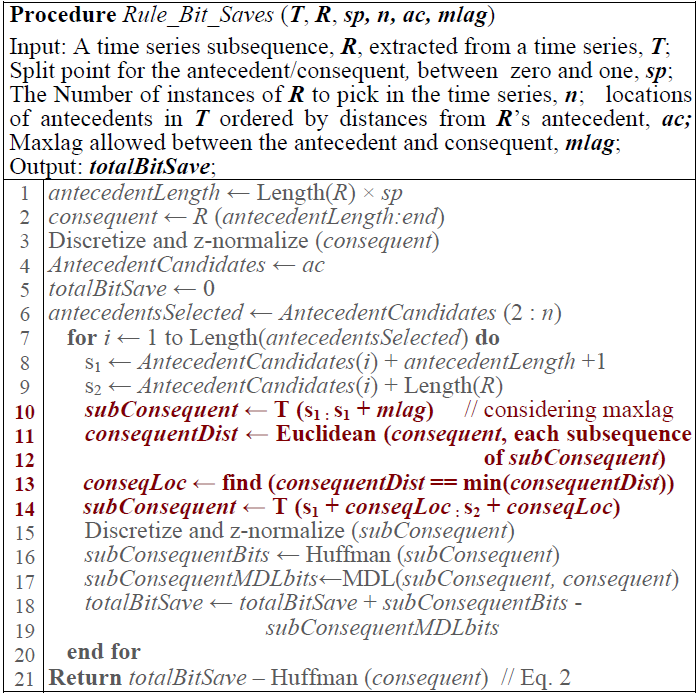 Procedure Rule_Bit_Saves (T, R, sp, n, ac, mlag)
Input: A time series subsequence, R, extracted from a time series, T;
Split point for the antecedent/consequent, between zero and one, sp;
The Number of instances of R to pick in the time series, n; locations
of antecedents in T ordered by distances from R's antecedent, ac;
Maxlag allowed between the antecedent and consequent, mlag;
Output: totalBitSave;
1 antecedentLength ← Length(R) × sp
2 consequent ← R (antecedentLength:end)
3 Discretize and z-normalize (consequent)
4 AntecedentCandidates ← ac
5 totalBitSave ← 0
6 antecedentsSelected ← AntecedentCandidates (2 : n)
7 for i ← 1 to Length(antecedentsSelected) do
8 s₁ ← AntecedentCandidates(i) + antecedentLength +1
9 s₂ ← AntecedentCandidates(i) + Length(R)
10 subConsequent ← T (s₁ : s₁ + mlag) // considering maxlag
11 consequentDist ← Euclidean (consequent, each subsequence
12 of subConsequent)
13 conseqLoc ← find (consequentDist == min(consequentDist))
14 subConsequent ← T (s₁ + conseqLoc : s₂ + conseqLoc)
15 Discretize and z-normalize (subConsequent)
16 subConsequentBits ← Huffman (subConsequent)
17 subConsequentMDLbits←MDL(subConsequent, consequent)
18 totalBitSave ← totalBitSave + subConsequentBits -
19 subConsequentMDLbits
20 end for
21 Return totalBitSave – Huffman (consequent) // Eq. 2